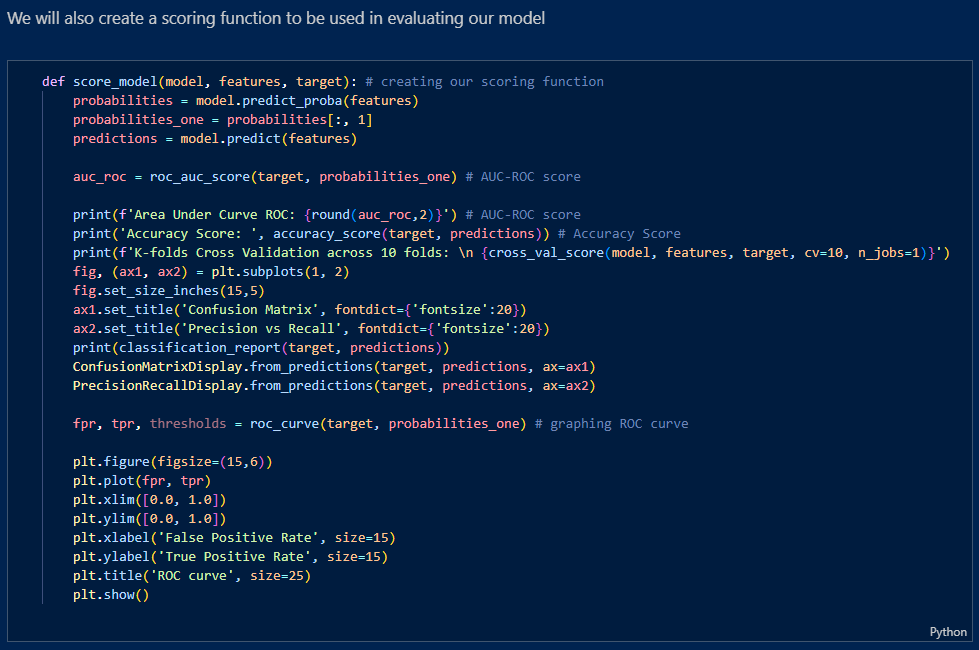 We will also create a scoring function to be used in evaluating our model
def score_model(model, features, target): # creating our scoring function
    probabilities = model.predict_proba(features)
    probabilities_one = probabilities[:, 1]
    predictions = model.predict(features)

    auc_roc = roc_auc_score(target, probabilities_one) # AUC-ROC score

    print(f'Area Under Curve ROC: {round(auc_roc,2)}') # AUC-ROC score
    print('Accuracy Score: ', accuracy_score(target, predictions)) # Accuracy Score
    print(f'K-folds Cross Validation across 10 folds: \n {cross_val_score(model, features, target, cv=10, n_jobs=1)}')
    fig, (ax1, ax2) = plt.subplots(1, 2)
    fig.set_size_inches(15,5)
    ax1.set_title('Confusion Matrix', fontdict={'fontsize':20})
    ax2.set_title('Precision vs Recall', fontdict={'fontsize':20})
    print(classification_report(target, predictions))
    ConfusionMatrixDisplay.from_predictions(target, predictions, ax=ax1)
    PrecisionRecallDisplay.from_predictions(target, predictions, ax=ax2)

    fpr, tpr, thresholds = roc_curve(target, probabilities_one) # graphing ROC curve

    plt.figure(figsize=(15,6))
    plt.plot(fpr, tpr)
    plt.xlim([0.0, 1.0])
    plt.ylim([0.0, 1.0])
    plt.xlabel('False Positive Rate', size=15)
    plt.ylabel('True Positive Rate', size=15)
    plt.title('ROC curve', size=25)
    plt.show()
Python